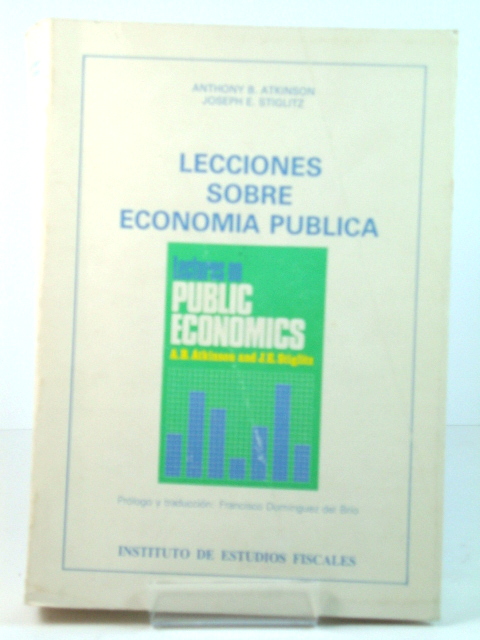 ANTHONY B. ATKINSON
JOSEPH E. STIGLITZ
LECCIONES
SOBRE
ECONOMIA PUBLICA
Lectures on
PUBLIC
ECONOMICS
A.B. Atkinson and J.E. Stiglitz
Prólogo y traducción: Francisco Domínguez del Brío
INSTITUTO DE ESTUDIOS FISCALES